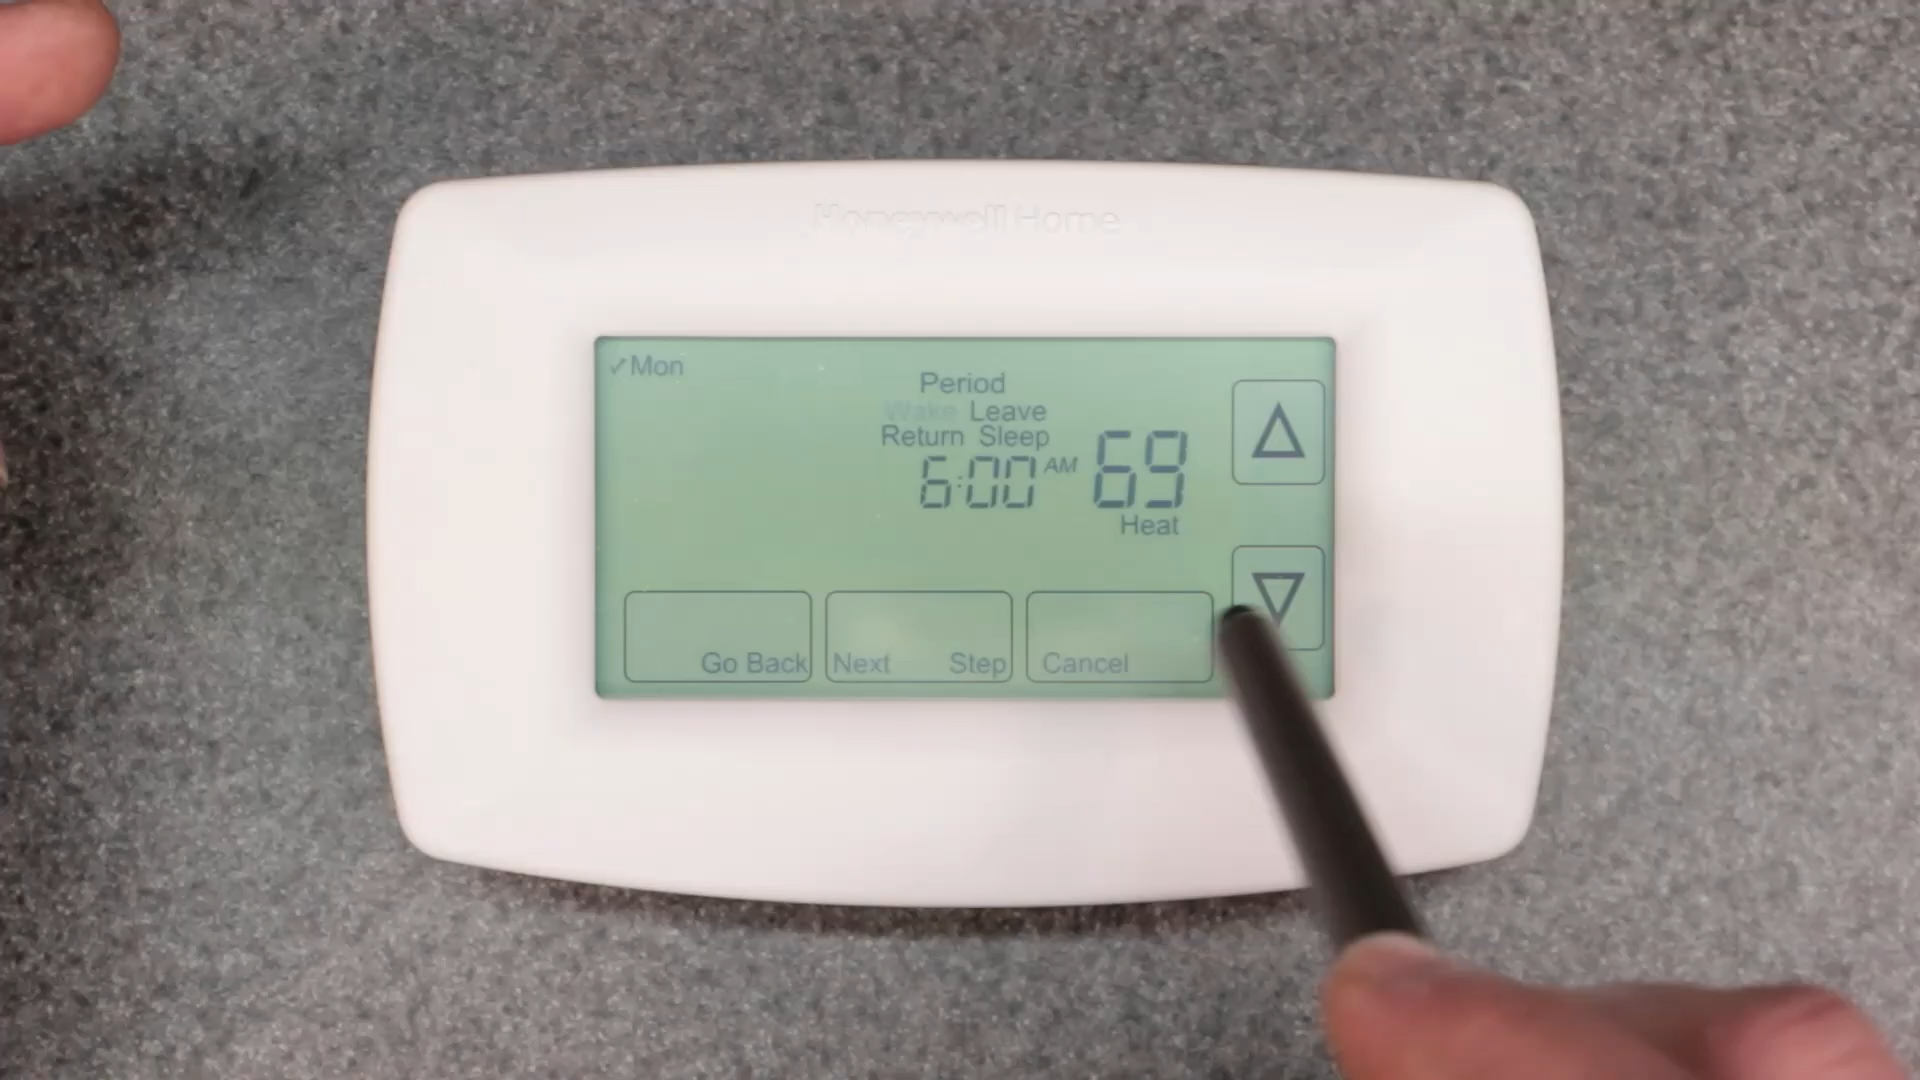 Honeywell Home
✓Mon
Period
Wake Leave
Return Sleep
6:00 AM 69
Heat
Go Back
Next Step
Cancel